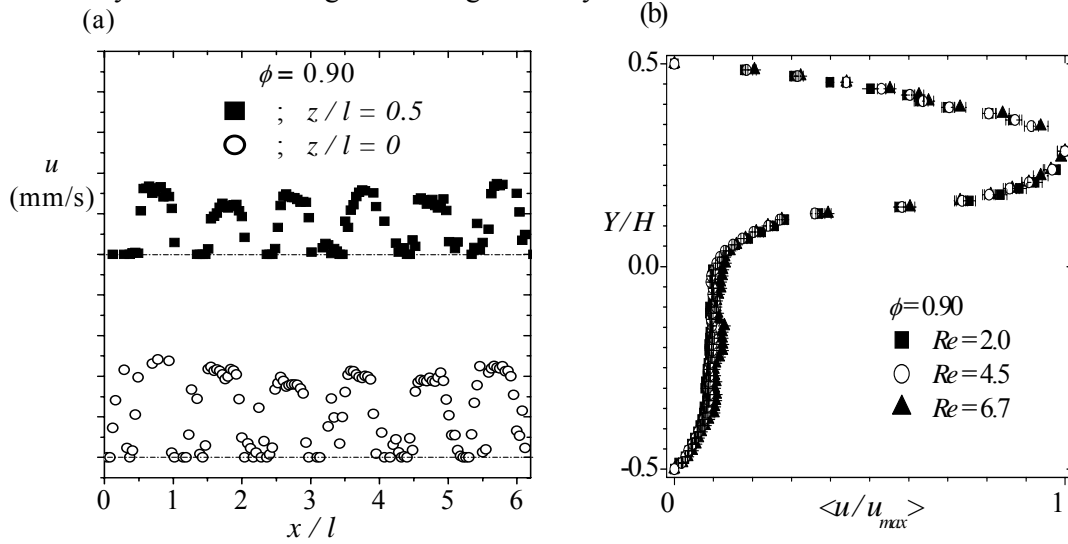 (a)
ϕ = 0.90
■ ; z / l = 0.5
○ ; z / l = 0
u
(mm/s)
0 1 2 3 4 5 6
x / l
(b)
0.5
Y/H
0.0
-0.5
ϕ=0.90
■ Re=2.0
○ Re=4.5
▲ Re=6.7
0 1
<u/u_max>